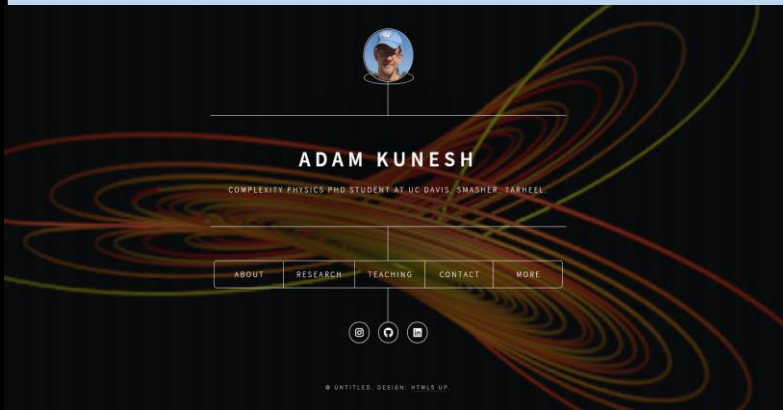 ADAM KUNESH
COMPLEXITY PHYSICS PHD STUDENT AT UC DAVIS. SMASHER. TARHEEL.
ABOUT RESEARCH TEACHING CONTACT MORE
© UNTITLED. DESIGN: HTML5 UP.